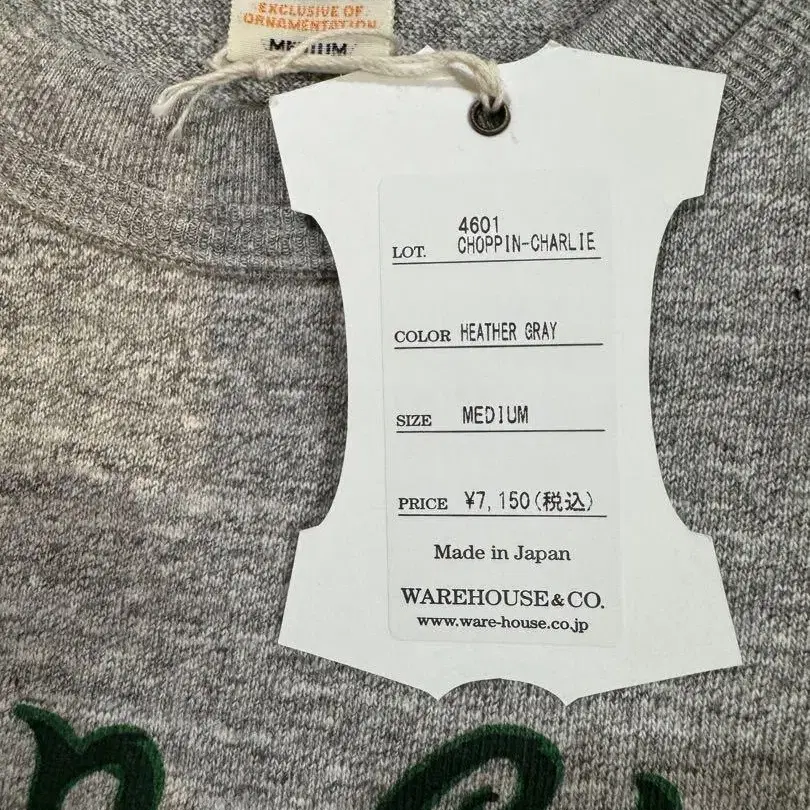 EXCLUSIVE OF
ORNAMENTATION
MEDIUM
LOT. 4601
CHOPPIN-CHARLIE
COLOR HEATHER GRAY
SIZE MEDIUM
PRICE ¥7,150(税込)
Made in Japan
WAREHOUSE & CO.
www.ware-house.co.jp